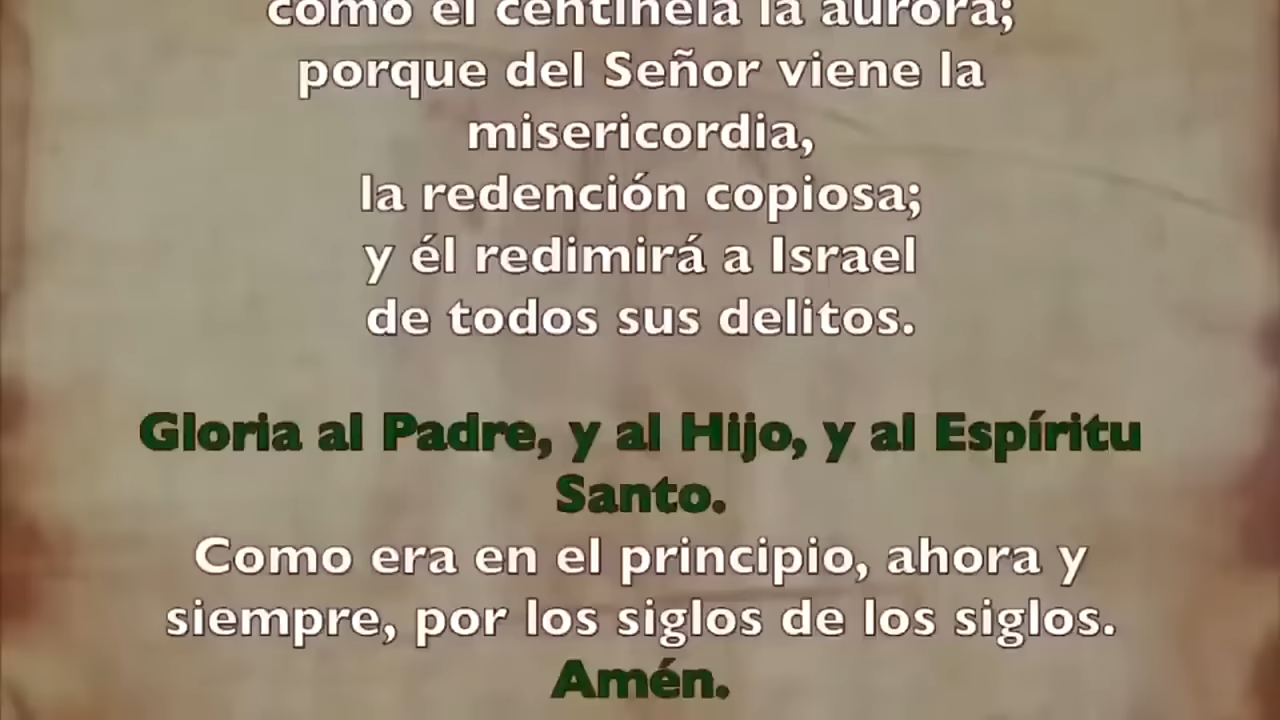 como el centinela la aurora;
porque del Señor viene la
misericordia,
la redención copiosa;
y él redimirá a Israel
de todos sus delitos.
Gloria al Padre, y al Hijo, y al Espíritu
Santo.
Como era en el principio, ahora y
siempre, por los siglos de los siglos.
Amén.